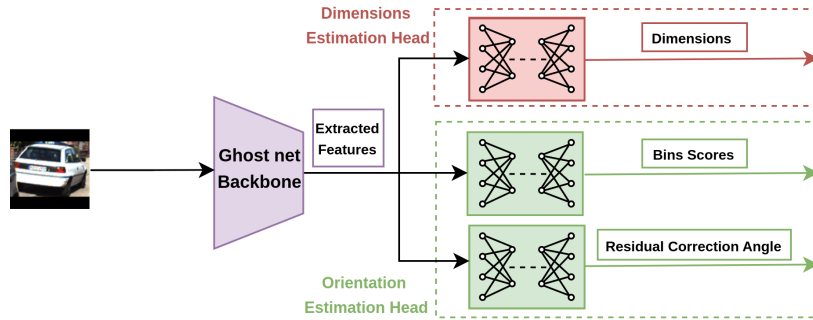 Dimensions
Estimation Head
Dimensions
Extracted
Features
Ghost net
Backbone
Bins Scores
Residual Correction Angle
Orientation
Estimation Head